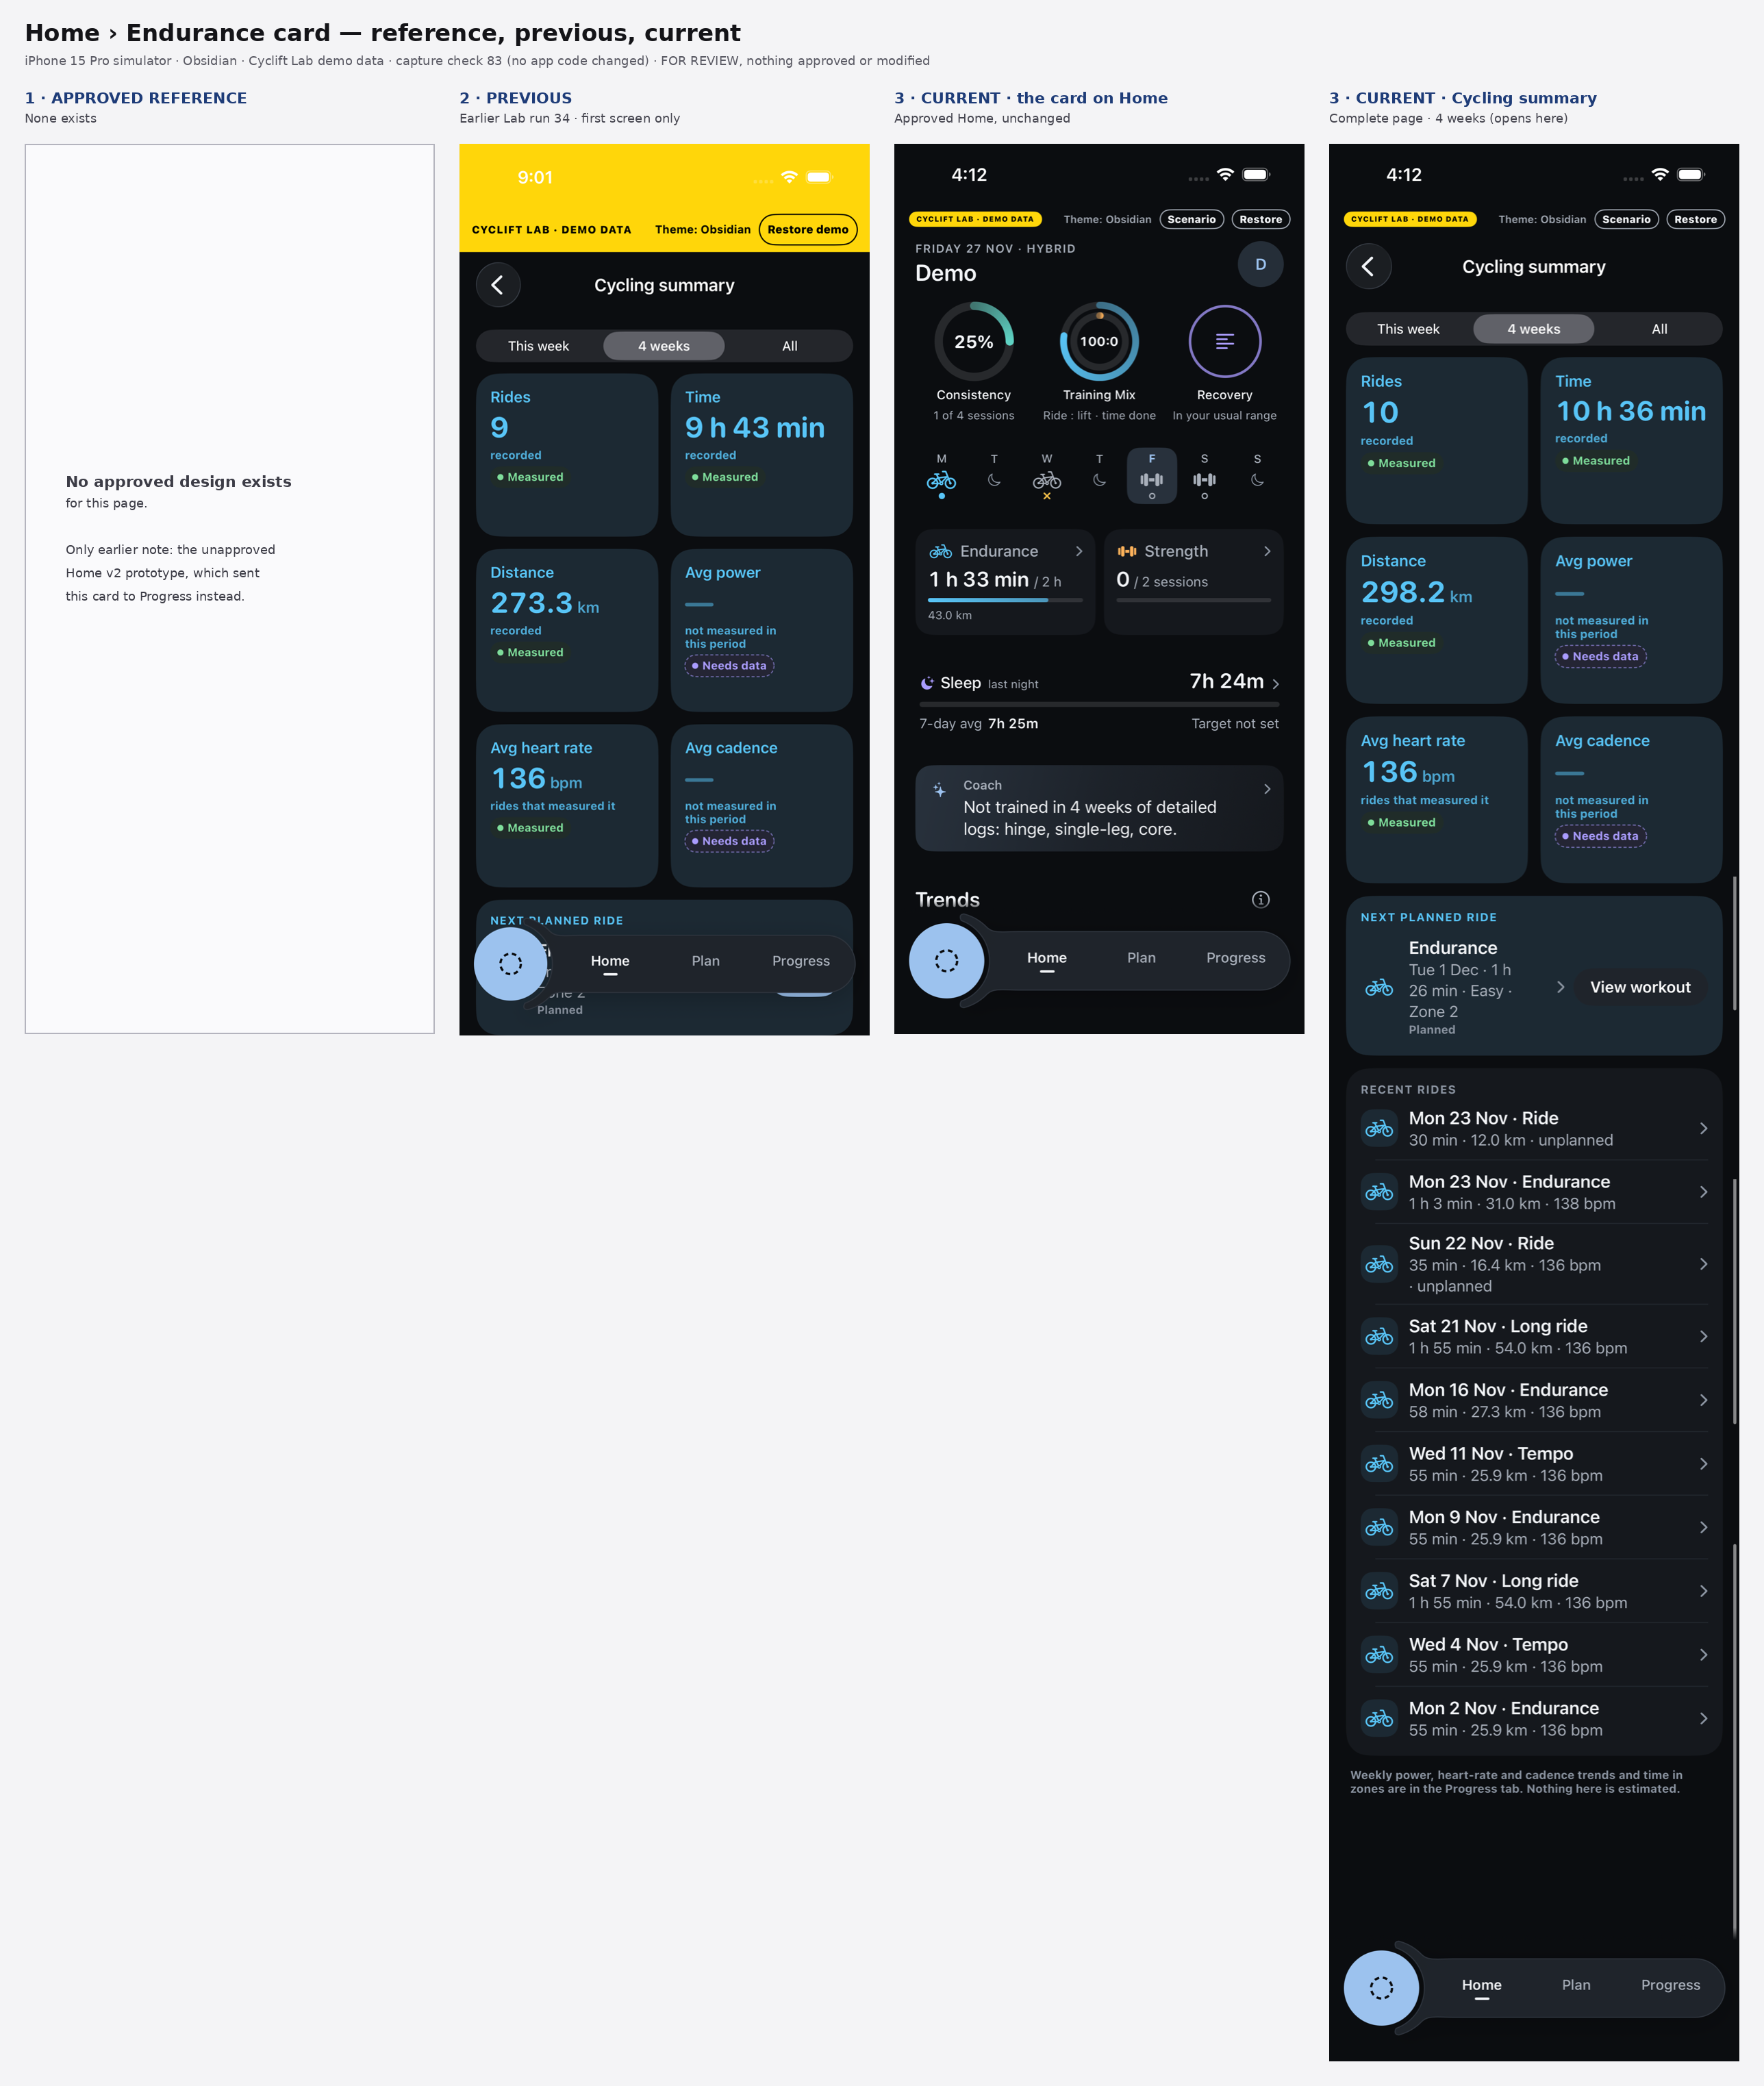 Home › Endurance card — reference, previous, current
iPhone 15 Pro simulator · Obsidian · Cyclift Lab demo data · capture check 83 (no app code changed) · FOR REVIEW, nothing approved or modified
1 · APPROVED REFERENCE
None exists
No approved design exists
for this page.
Only earlier note: the unapproved
Home v2 prototype, which sent
this card to Progress instead.
2 · PREVIOUS
Earlier Lab run 34 · first screen only
9:01
CYCLIFT LAB · DEMO DATA
Theme: Obsidian
Restore demo
Cycling summary
This week
4 weeks
All
Rides
9
recorded
Measured
Time
9 h 43 min
recorded
Measured
Distance
273.3 km
recorded
Measured
Avg power
—
not measured in
this period
Needs data
Avg heart rate
136 bpm
rides that measured it
Measured
Avg cadence
—
not measured in
this period
Needs data
NEXT PLANNED RIDE
Planned
Home
Plan
Progress
3 · CURRENT · the card on Home
Approved Home, unchanged
4:12
CYCLIFT LAB · DEMO DATA
Theme: Obsidian
Scenario
Restore
FRIDAY 27 NOV · HYBRID
Demo
D
25%
100:0
Consistency
Training Mix
Recovery
1 of 4 sessions
Ride : lift · time done
In your usual range
M
T
W
T
F
S
S
Endurance
1 h 33 min / 2 h
43.0 km
Strength
0 / 2 sessions
Sleep last night
7h 24m
7-day avg 7h 25m
Target not set
Coach
Not trained in 4 weeks of detailed
logs: hinge, single-leg, core.
Trends
Home
Plan
Progress
3 · CURRENT · Cycling summary
Complete page · 4 weeks (opens here)
4:12
CYCLIFT LAB · DEMO DATA
Theme: Obsidian
Scenario
Restore
Cycling summary
This week
4 weeks
All
Rides
10
recorded
Measured
Time
10 h 36 min
recorded
Measured
Distance
298.2 km
recorded
Measured
Avg power
—
not measured in
this period
Needs data
Avg heart rate
136 bpm
rides that measured it
Measured
Avg cadence
—
not measured in
this period
Needs data
NEXT PLANNED RIDE
Endurance
Tue 1 Dec · 1 h
26 min · Easy ·
Zone 2
Planned
View workout
RECENT RIDES
Mon 23 Nov · Ride
30 min · 12.0 km · unplanned
Mon 23 Nov · Endurance
1 h 3 min · 31.0 km · 138 bpm
Sun 22 Nov · Ride
35 min · 16.4 km · 136 bpm
· unplanned
Sat 21 Nov · Long ride
1 h 55 min · 54.0 km · 136 bpm
Mon 16 Nov · Endurance
58 min · 27.3 km · 136 bpm
Wed 11 Nov · Tempo
55 min · 25.9 km · 136 bpm
Mon 9 Nov · Endurance
55 min · 25.9 km · 136 bpm
Sat 7 Nov · Long ride
1 h 55 min · 54.0 km · 136 bpm
Wed 4 Nov · Tempo
55 min · 25.9 km · 136 bpm
Mon 2 Nov · Endurance
55 min · 25.9 km · 136 bpm
Weekly power, heart-rate and cadence trends and time in
zones are in the Progress tab. Nothing here is estimated.
Home
Plan
Progress